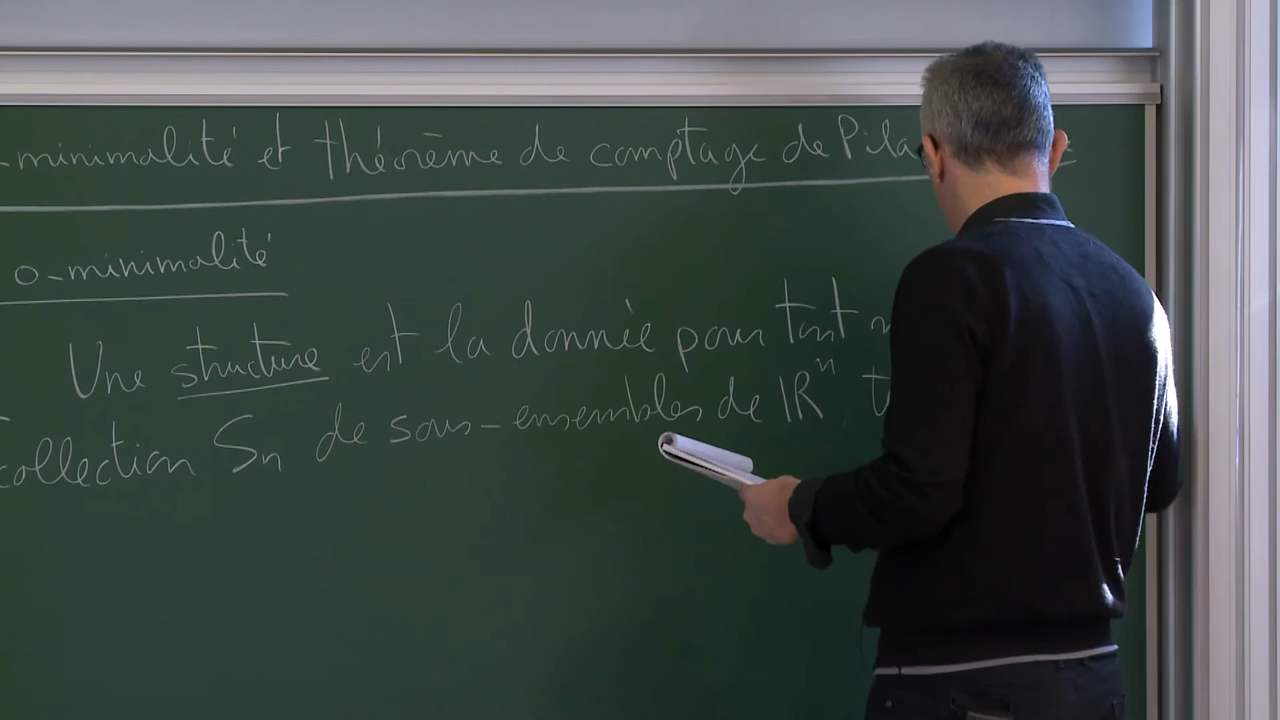 -minimalité et théorème de comptage de Pila
o-minimalité
Une structure est la donnée pour tout n
collection Sn de sous-ensembles de ℝⁿ t